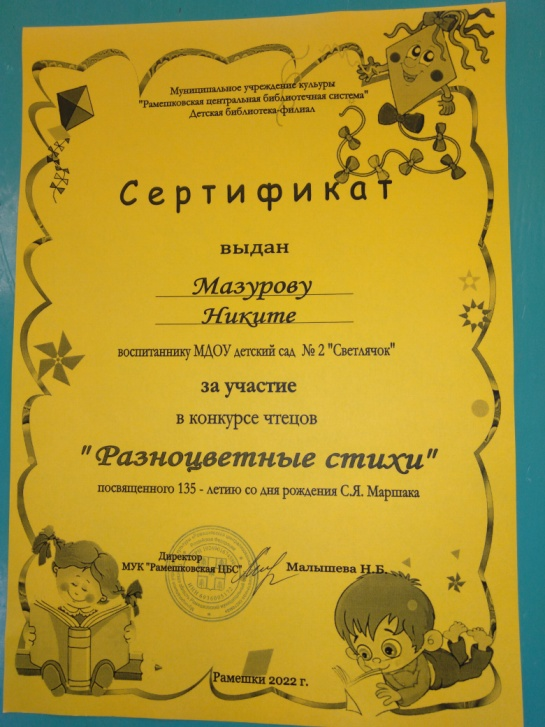 Муниципальное учреждение культуры
"Рамешковская центральная библиотечная система"
Детская библиотека-филиал
Сертификат
выдан
Мазурову
Никите
воспитаннику МДОУ детский сад № 2 "Светлячок"
за участие
в конкурсе чтецов
"Разноцветные стихи"
посвященного 135 - летию со дня рождения С.Я. Маршака
Директор
МУК "Рамешковская ЦБС" Малышева Н.Б.
Рамешки 2022 г.